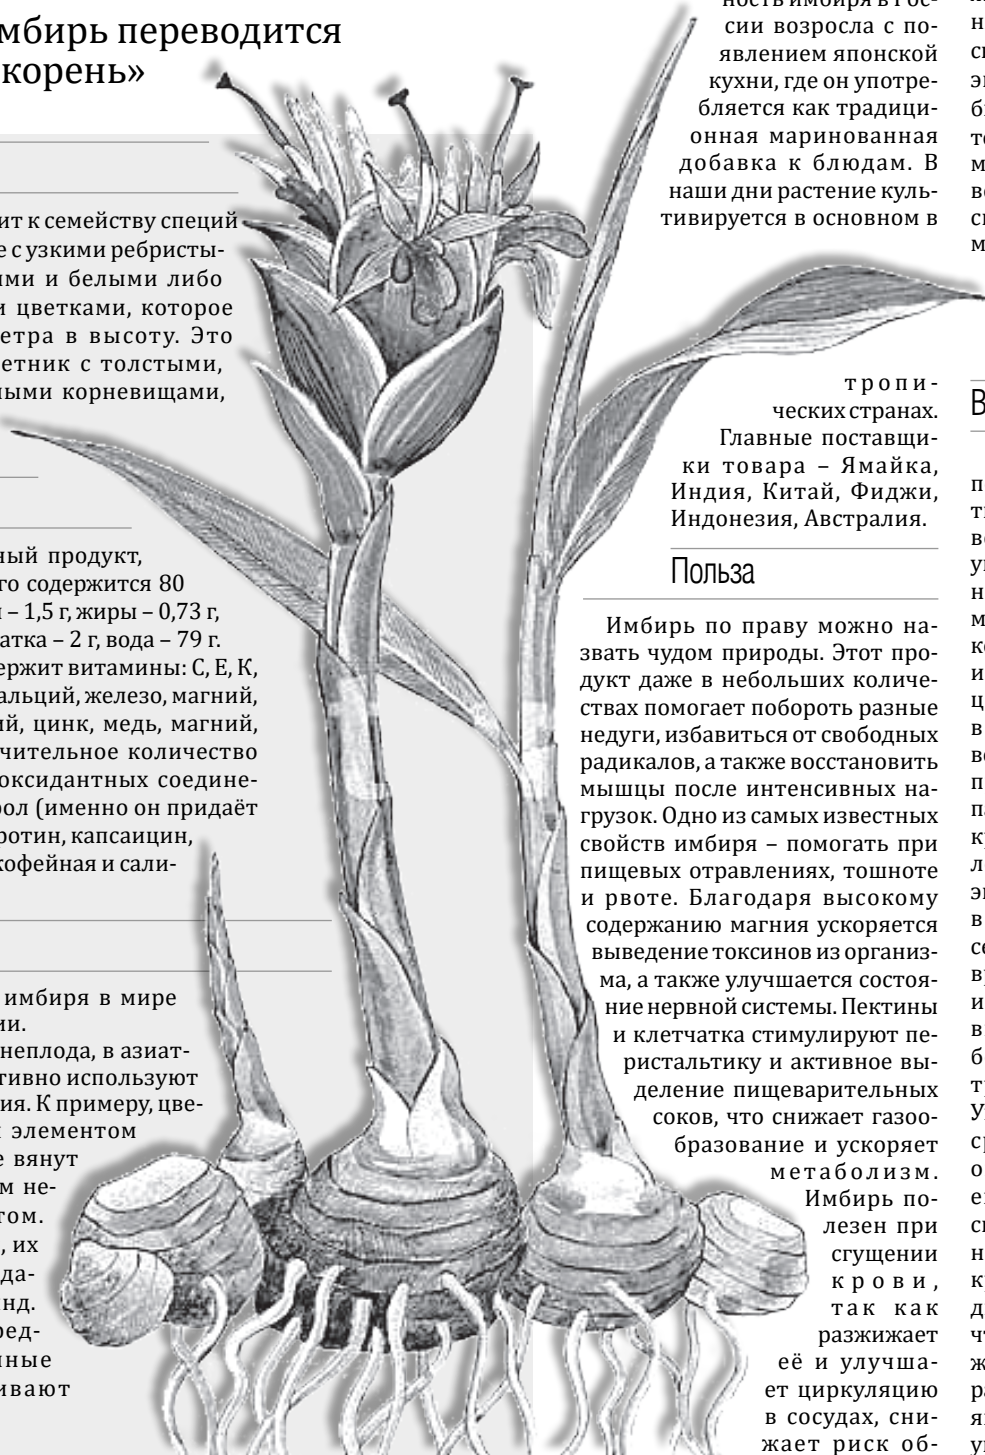 мбирь переводится
корень»
ит к семейству специй
е с узкими ребристы-
ими и белыми либо
и цветками, которое
етра в высоту. Это
етник с толстыми,
ными корневищами,
ный продукт,
го содержится 80
– 1,5 г, жиры – 0,73 г,
атка – 2 г, вода – 79 г.
ержит витамины: С, Е, К,
альций, железо, магний,
ий, цинк, медь, магний,
чительное количество
оксидантных соедине-
рол (именно он придаёт
ротин, капсаицин,
кофейная и сали-
имбиря в мире
ии.
неплода, в азиат-
тивно используют
ия. К примеру, цве-
элементом
е вянут
м не-
том.
, их
да-
нд.
ред-
нные
ивают
ность имбиря в Рос-
сии возросла с по-
явлением японской
кухни, где он употре-
бляется как традици-
онная маринованная
добавка к блюдам. В
наши дни растение куль-
тивируется в основном в
тропи-
ческих странах.
Главные поставщи-
ки товара – Ямайка,
Индия, Китай, Фиджи,
Индонезия, Австралия.
Польза
Имбирь по праву можно на-
звать чудом природы. Этот про-
дукт даже в небольших количе-
ствах помогает побороть разные
недуги, избавиться от свободных
радикалов, а также восстановить
мышцы после интенсивных на-
грузок. Одно из самых известных
свойств имбиря – помогать при
пищевых отравлениях, тошноте
и рвоте. Благодаря высокому
содержанию магния ускоряется
выведение токсинов из организ-
ма, а также улучшается состоя-
ние нервной системы. Пектины
и клетчатка стимулируют пе-
ристальтику и активное вы-
деление пищеварительных
соков, что снижает газоо-
бразование и ускоряет
метаболизм.
Имбирь по-
лезен при
сгущении
крови,
так как
разжижает
её и улучша-
ет циркуляцию
в сосудах, сни-
жает риск об-